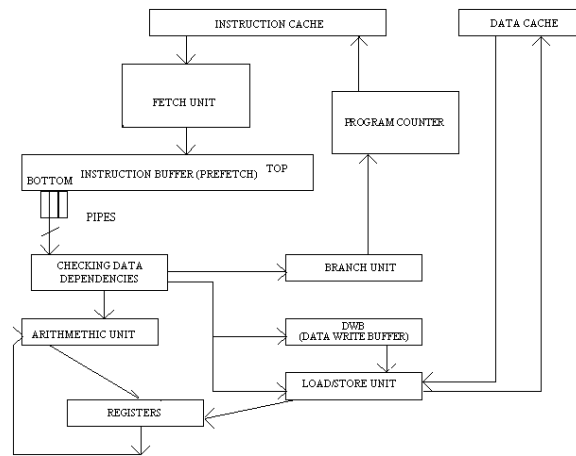 INSTRUCTION CACHE
DATA CACHE
FETCH UNIT
PROGRAM COUNTER
TOP
INSTRUCTION BUFFER (PREFETCH)
BOTTOM
PIPES
CHECKING DATA
DEPENDENCIES
BRANCH UNIT
ARITHMETHIC UNIT
DWB
(DATA WRITE BUFFER)
LOAD/STORE UNIT
REGISTERS